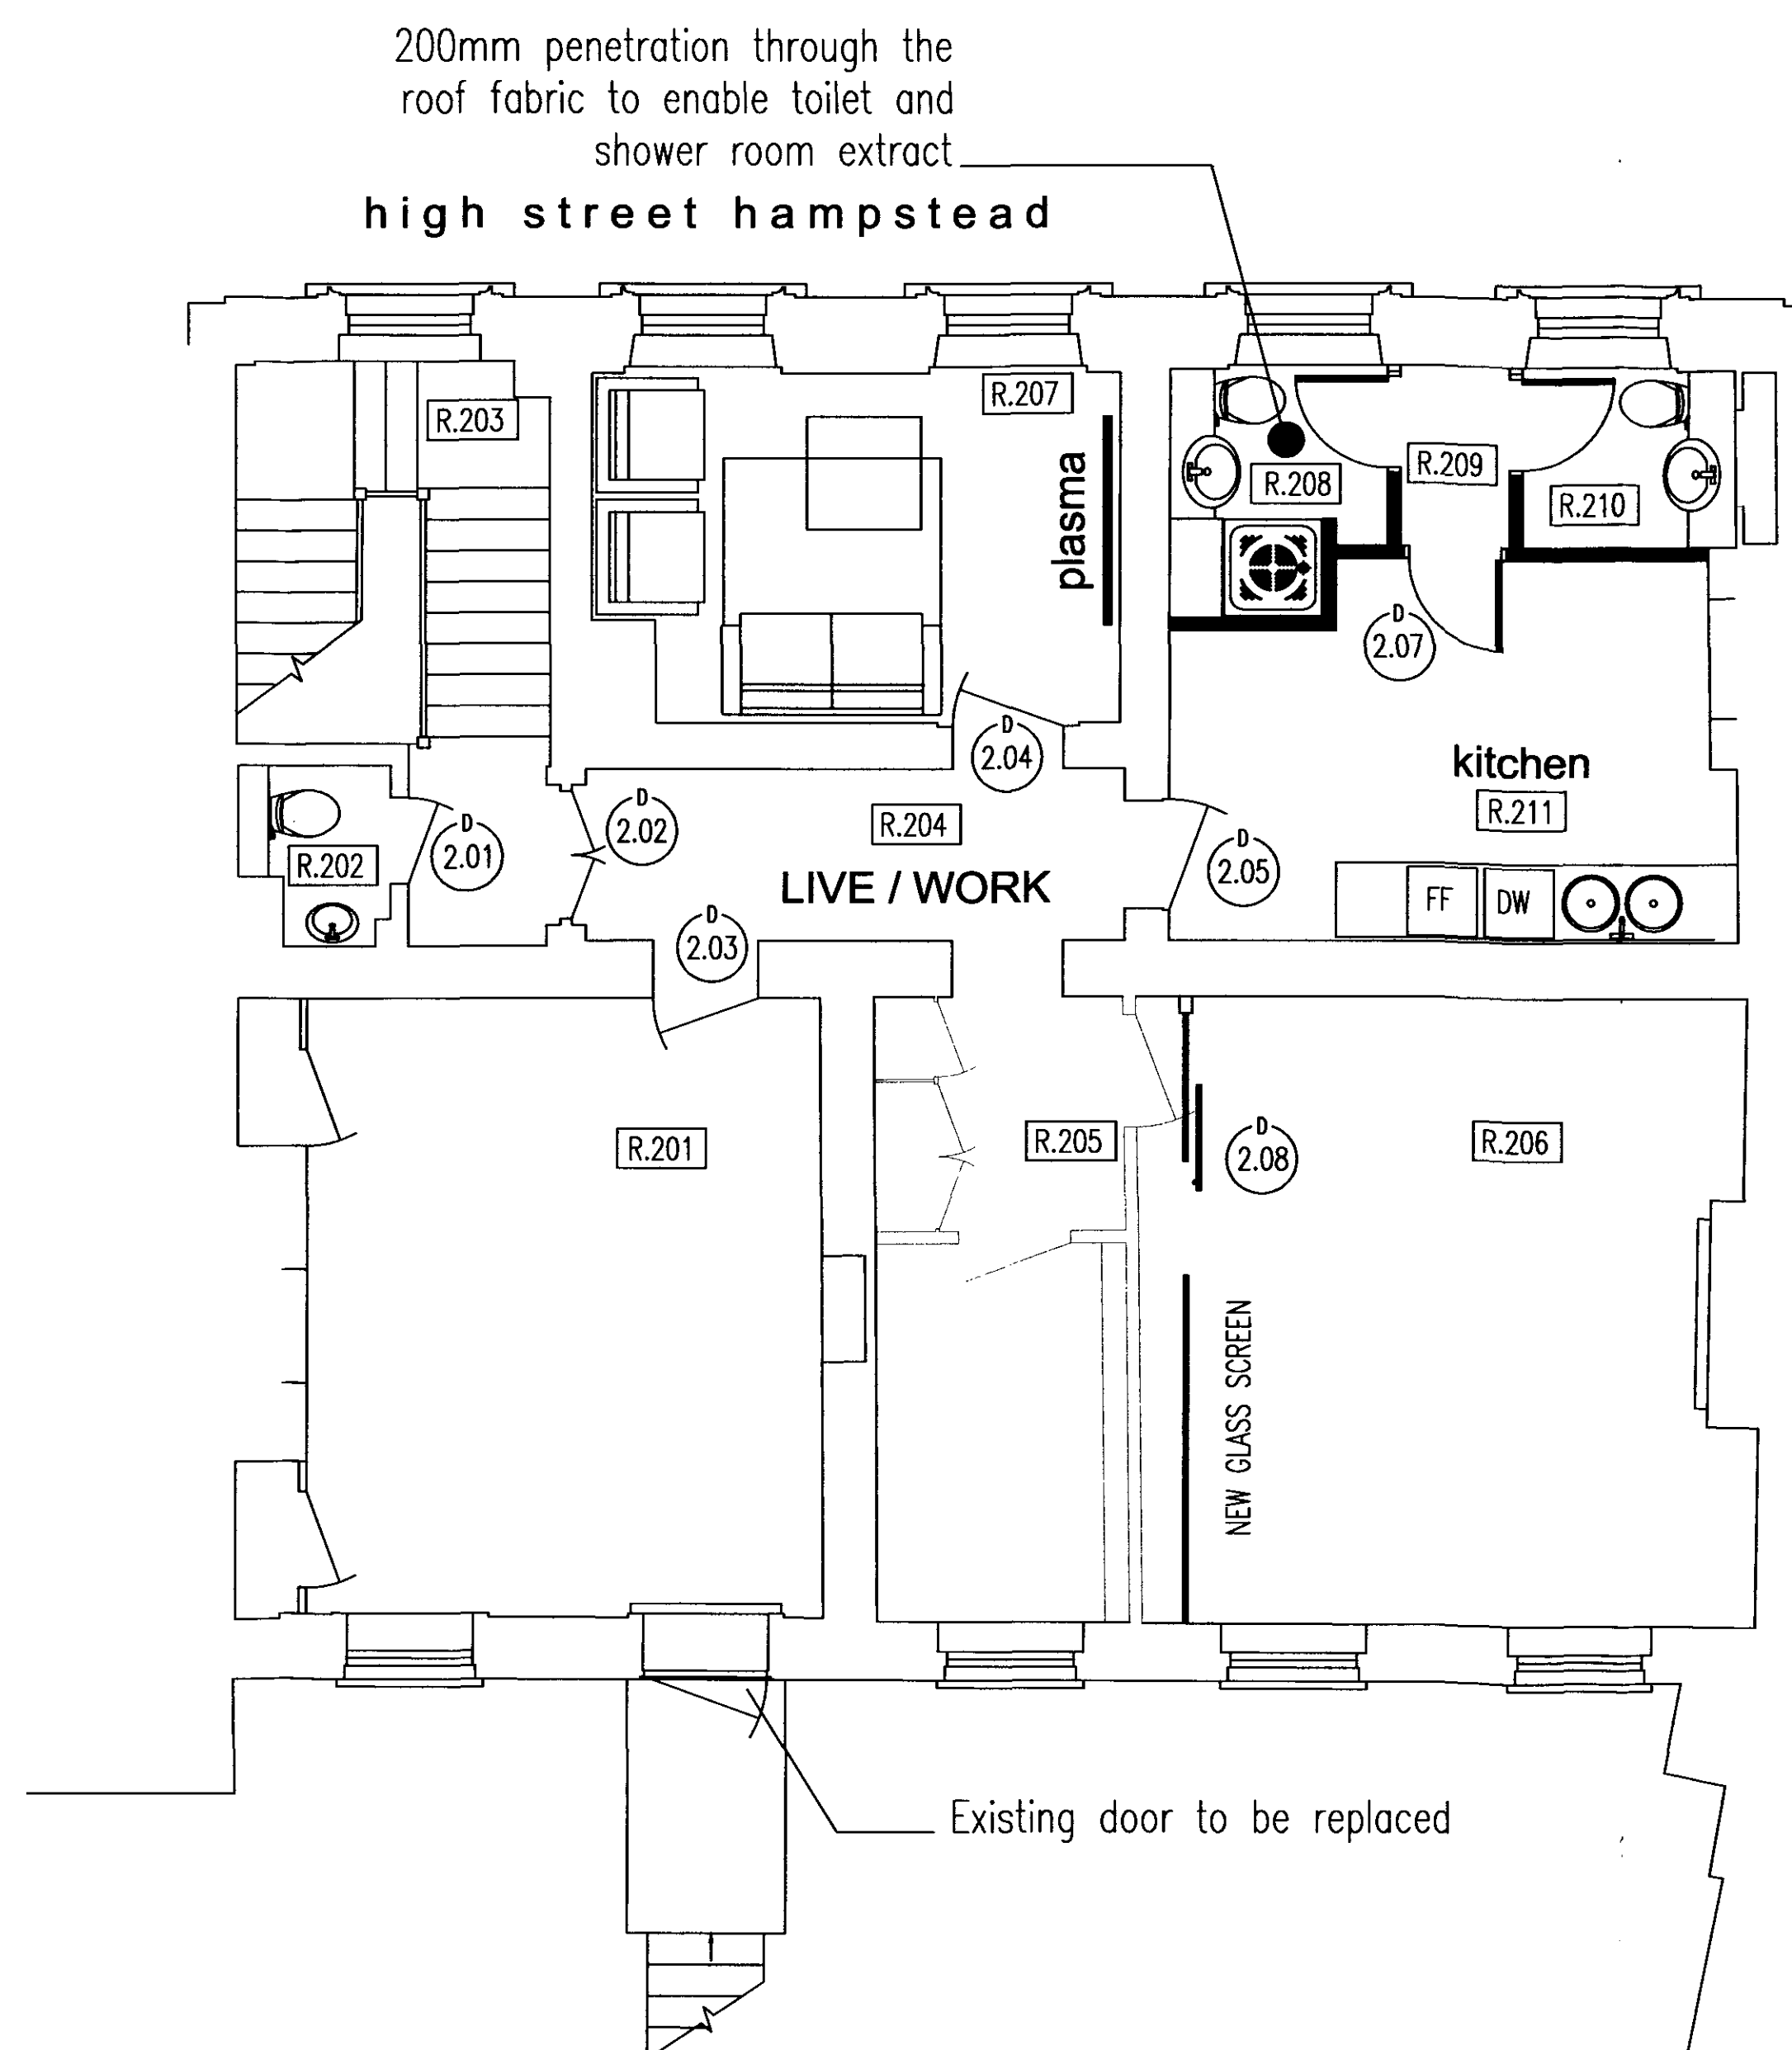 200mm penetration through the
roof fabric to enable toilet and
shower room extract
high street hampstead
R.203
R.207
plasma
R.208
R.209
R.210
D
2.07
D
2.04
kitchen
R.211
D
2.02
D
2.01
R.204
D
2.05
R.202
LIVE / WORK
FF
DW
D
2.03
R.201
R.205
D
2.08
R.206
NEW GLASS SCREEN
Existing door to be replaced